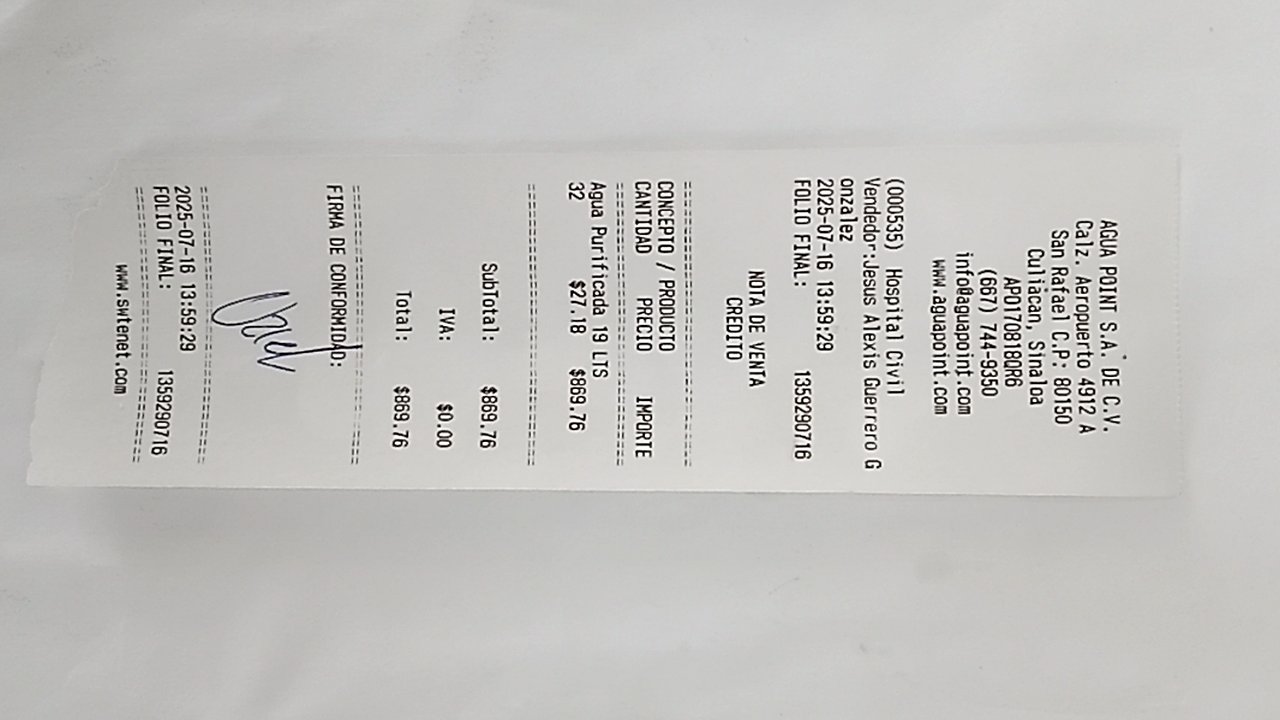 AGUA POINT S.A. DE C.V.
Calz. Aeropuerto 4912 A
San Rafael C.P: 80150
Culiacan, Sinaloa
APO170818QR6
(667) 744-9350
info@aguapoint.com
www.aguapoint.com
(000535) Hospital Civil
Vendedor:Jesus Alexis Guerrero G
onzalez
2025-07-16 13:59:29
FOLIO FINAL: 1359290716
NOTA DE VENTA
CREDITO
CONCEPTO / PRODUCTO
CANTIDAD PRECIO IMPORTE
Agua Purificada 19 LTS
32 $27.18 $869.76
SubTotal: $869.76
IVA: $0.00
Total: $869.76
FIRMA DE CONFORMIDAD:
2025-07-16 13:59:29
FOLIO FINAL: 1359290716
www.swtenet.com